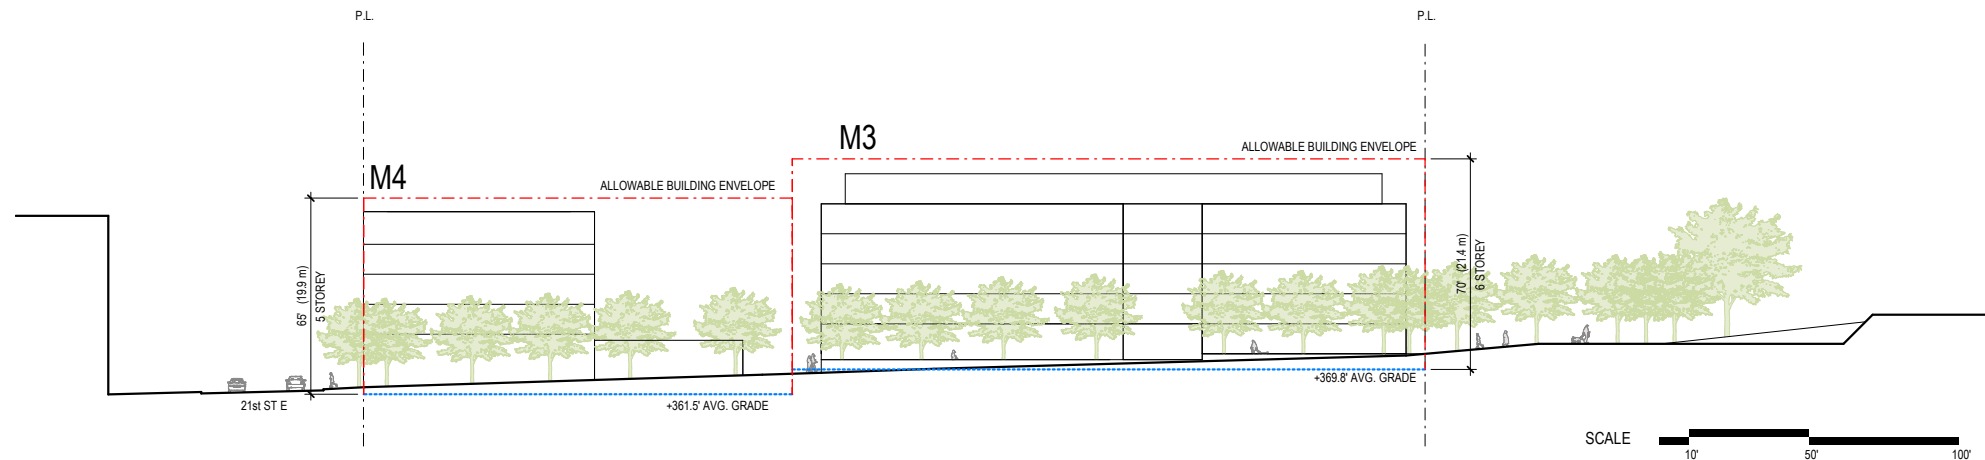 P.L.
P.L.
M3
ALLOWABLE BUILDING ENVELOPE
M4
ALLOWABLE BUILDING ENVELOPE
65' (19.9 m)
5 STOREY
70' (21.4 m)
6 STOREY
+369.8' AVG. GRADE
21st ST E
+361.5' AVG. GRADE
SCALE
10'
50'
100'